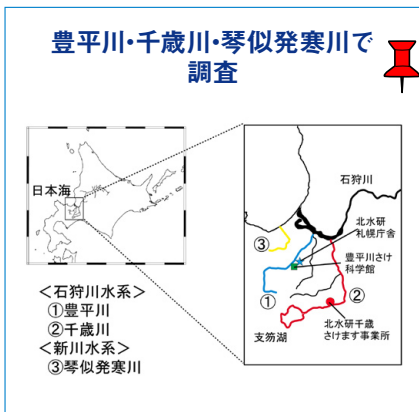 豊平川・千歳川・琴似発寒川で
調査
日本海
石狩川
北水研
札幌庁舎
③
豊平川さけ
科学館
①
②
支笏湖
北水研千歳
さけます事業所
＜石狩川水系＞
①豊平川
②千歳川
＜新川水系＞
③琴似発寒川